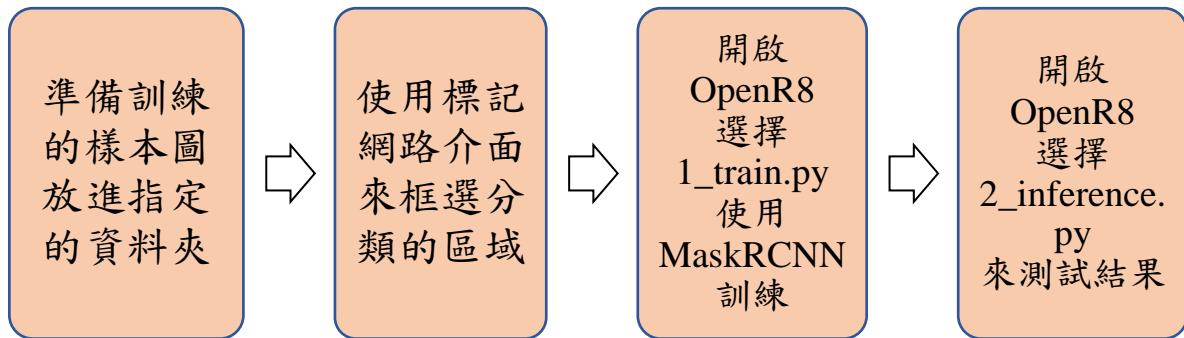 準備訓練
的樣本圖
放進指定
的資料夾
使用標記
網路介面
來框選分
類的區域
開啟
OpenR8
選擇
1_train.py
使用
MaskRCNN
訓練
開啟
OpenR8
選擇
2_inference.
py
來測試結果